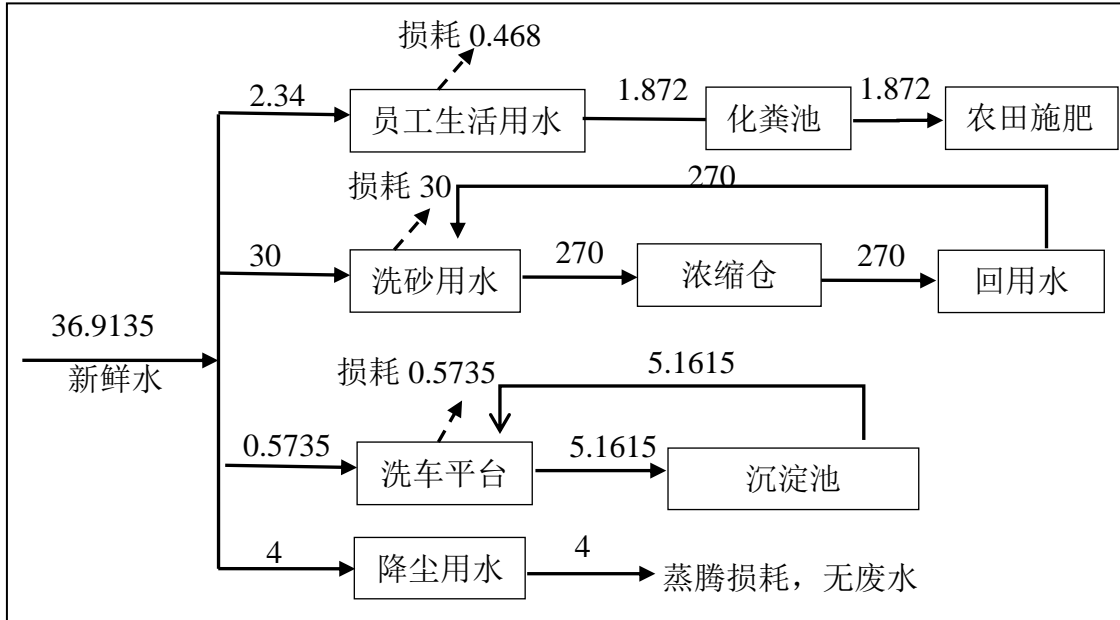 损耗 0.468
2.34
员工生活用水
1.872
化粪池
1.872
农田施肥
损耗 30
270
30
洗砂用水
270
浓缩仓
270
回用水
36.9135
新鲜水
损耗 0.5735
5.1615
0.5735
洗车平台
5.1615
沉淀池
4
降尘用水
4
蒸腾损耗，无废水